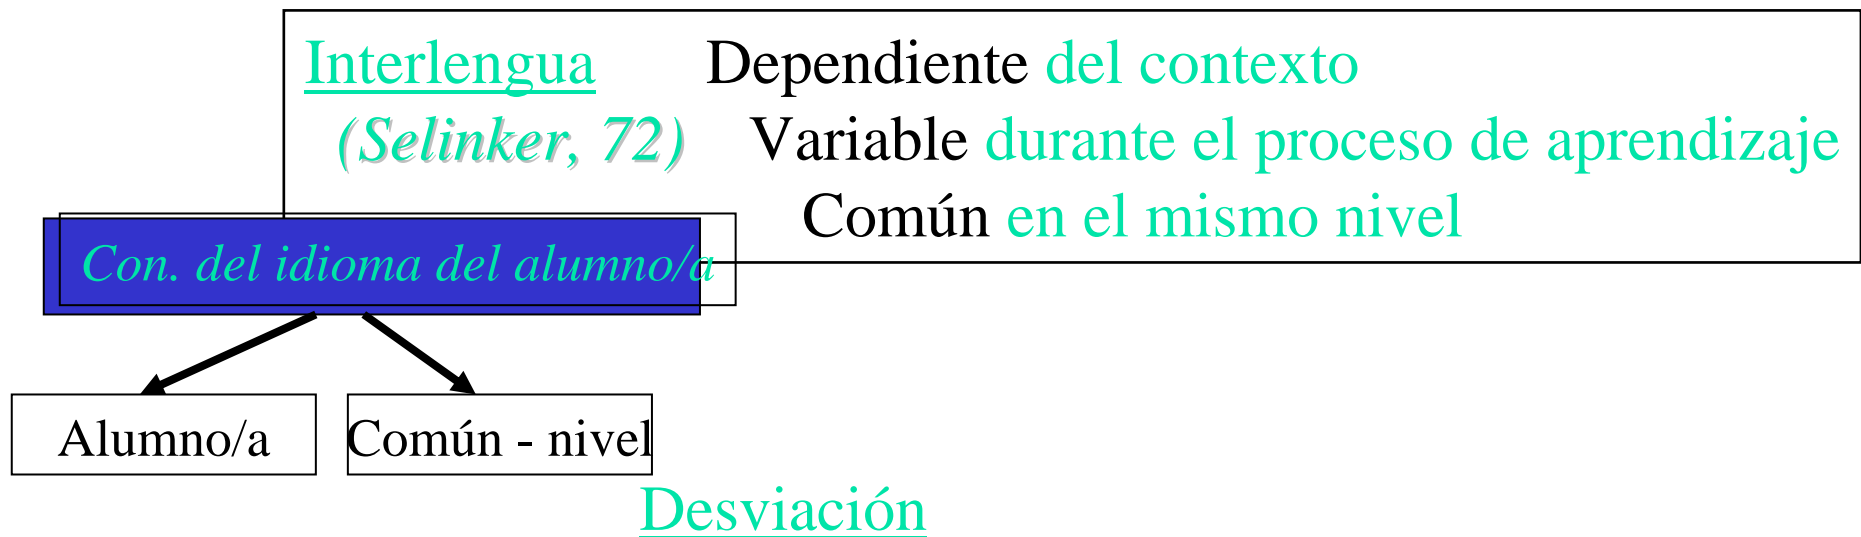 Interlengua Dependiente del contexto
(Selinker, 72) Variable durante el proceso de aprendizaje
Común en el mismo nivel
Con. del idioma del alumno/a
Alumno/a
Común - nivel
Desviación